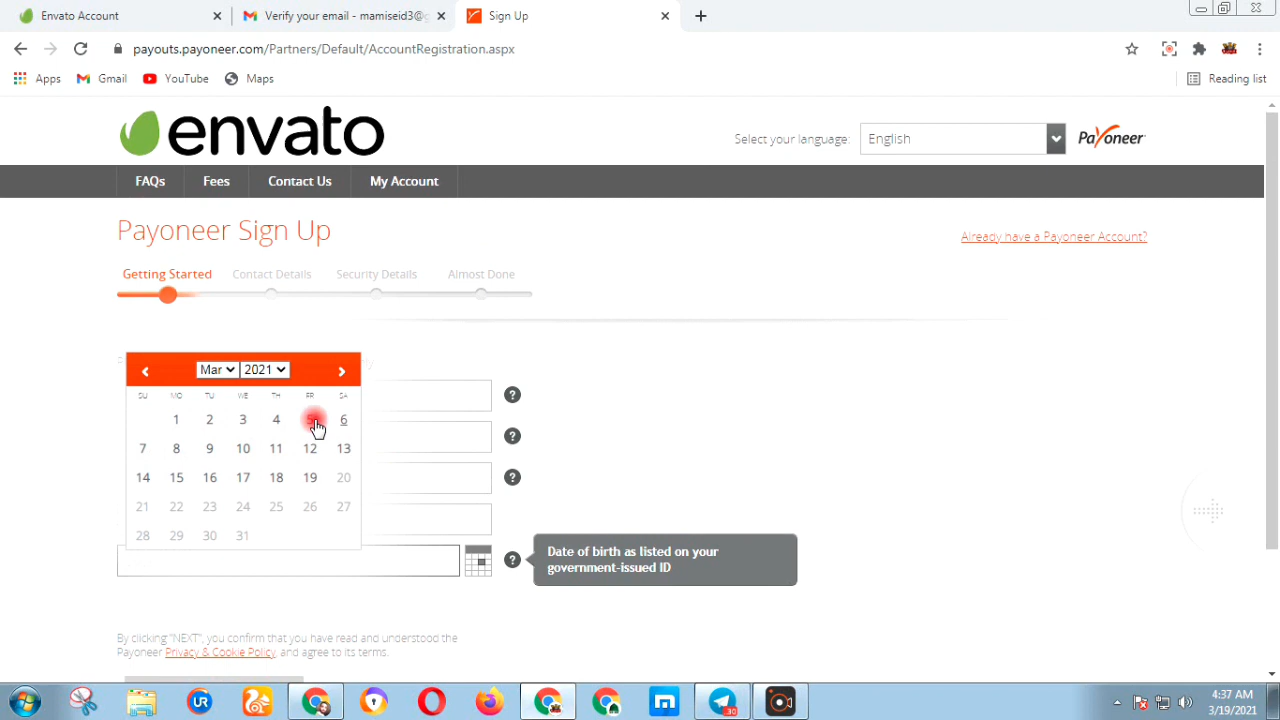 Envato Account
Verify your email - mamiseid3@g
Sign Up
payouts.payoneer.com/Partners/Default/AccountRegistration.aspx
Apps
Gmail
YouTube
Maps
Reading list
envato
Select your language:
English
Payoneer
FAQs
Fees
Contact Us
My Account
Payoneer Sign Up
Already have a Payoneer Account?
Getting Started
Contact Details
Security Details
Almost Done
Mar
2021
SU MO TU WE TH FR SA
1 2 3 4 5 6
7 8 9 10 11 12 13
14 15 16 17 18 19 20
21 22 23 24 25 26 27
28 29 30 31
Date of birth as listed on your
government-issued ID
By clicking "NEXT", you confirm that you have read and understood the
Payoneer Privacy & Cookie Policy, and agree to its terms.
UR
30
4:37 AM
3/19/2021